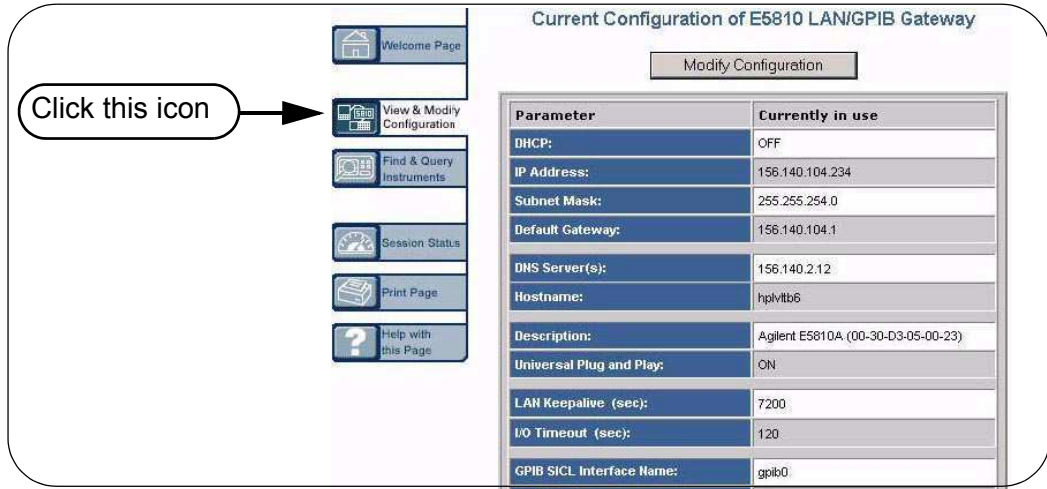 Current Configuration of E5810 LAN/GPIB Gateway
Welcome Page
Modify Configuration
Click this icon
View & Modify
Configuration
Find & Query
Instruments
Session Status
Print Page
Help with
this Page
Parameter Currently in use
DHCP: OFF
IP Address: 156.140.104.234
Subnet Mask: 255.255.254.0
Default Gateway: 156.140.104.1
DNS Server(s): 156.140.2.12
Hostname: hplvltb6
Description: Agilent E5810A (00-30-D3-05-00-23)
Universal Plug and Play: ON
LAN Keepalive (sec): 7200
I/O Timeout (sec): 120
GPIB SICL Interface Name: gpib0